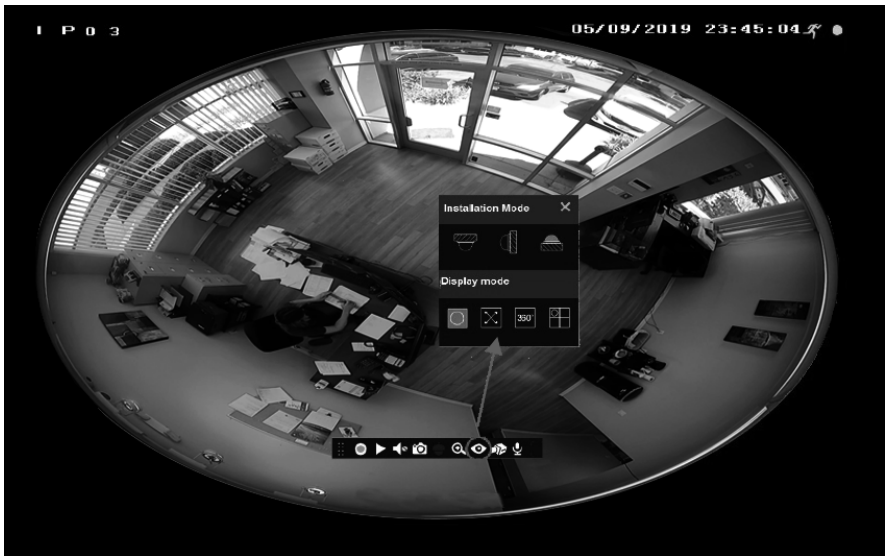 I P 0 3
05/09/2019 23:45:04
Installation Mode
Display mode
360°